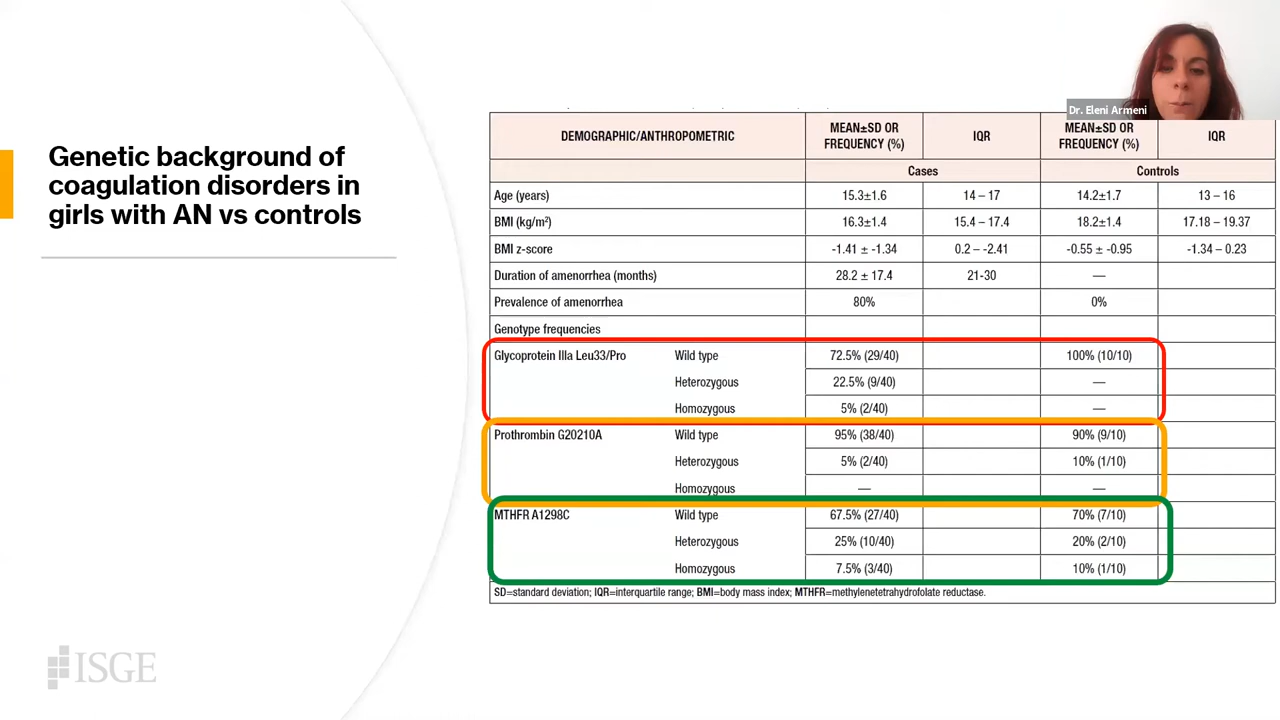 Dr. Eleni Armeni
Genetic background of
coagulation disorders in
girls with AN vs controls
DEMOGRAPHIC/ANTHROPOMETRIC MEAN±SD OR FREQUENCY (%) IQR MEAN±SD OR FREQUENCY (%) IQR
Cases Controls
Age (years) 15.3±1.6 14 – 17 14.2±1.7 13 – 16
BMI (kg/m²) 16.3±1.4 15.4 – 17.4 18.2±1.4 17.18 – 19.37
BMI z-score -1.41 ± -1.34 0.2 – -2.41 -0.55 ± -0.95 -1.34 – 0.23
Duration of amenorrhea (months) 28.2 ± 17.4 21-30 —
Prevalence of amenorrhea 80% 0%
Genotype frequencies
Glycoprotein IIIa Leu33/Pro Wild type 72.5% (29/40) 100% (10/10)
Heterozygous 22.5% (9/40) —
Homozygous 5% (2/40) —
Prothrombin G20210A Wild type 95% (38/40) 90% (9/10)
Heterozygous 5% (2/40) 10% (1/10)
Homozygous — —
MTHFR A1298C Wild type 67.5% (27/40) 70% (7/10)
Heterozygous 25% (10/40) 20% (2/10)
Homozygous 7.5% (3/40) 10% (1/10)
SD=standard deviation; IQR=interquartile range; BMI=body mass index; MTHFR=methylenetetrahydrofolate reductase.
ISGE